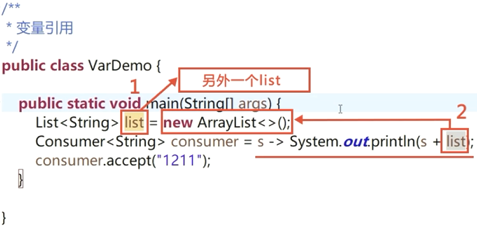 /**
* 变量引用
*/
public class VarDemo {
1
另外一个list
public static void main(String[] args) {
List<String> list = new ArrayList<>();
2
Consumer<String> consumer = s -> System.out.println(s + list);
consumer.accept("1211");
}
}